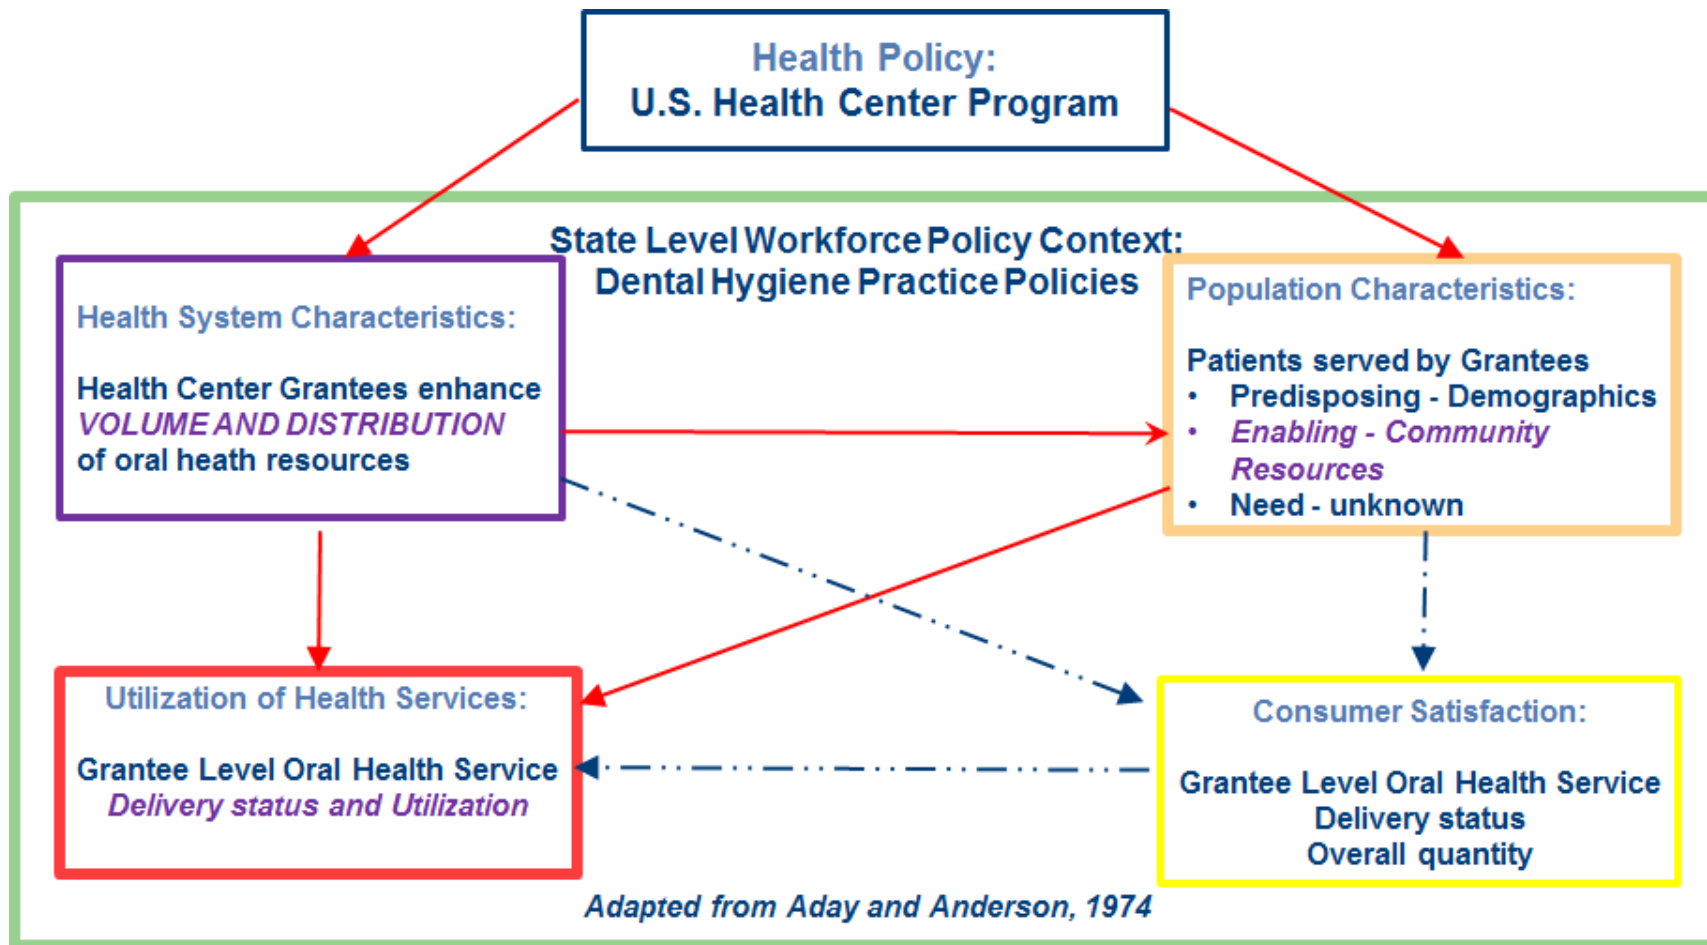 Health Policy:
U.S. Health Center Program
State Level Workforce Policy Context:
Dental Hygiene Practice Policies
Health System Characteristics:
Health Center Grantees enhance
VOLUME AND DISTRIBUTION
of oral heath resources
Population Characteristics:
Patients served by Grantees
• Predisposing - Demographics
• Enabling - Community
Resources
• Need - unknown
Utilization of Health Services:
Grantee Level Oral Health Service
Delivery status and Utilization
Consumer Satisfaction:
Grantee Level Oral Health Service
Delivery status
Overall quantity
Adapted from Aday and Anderson, 1974